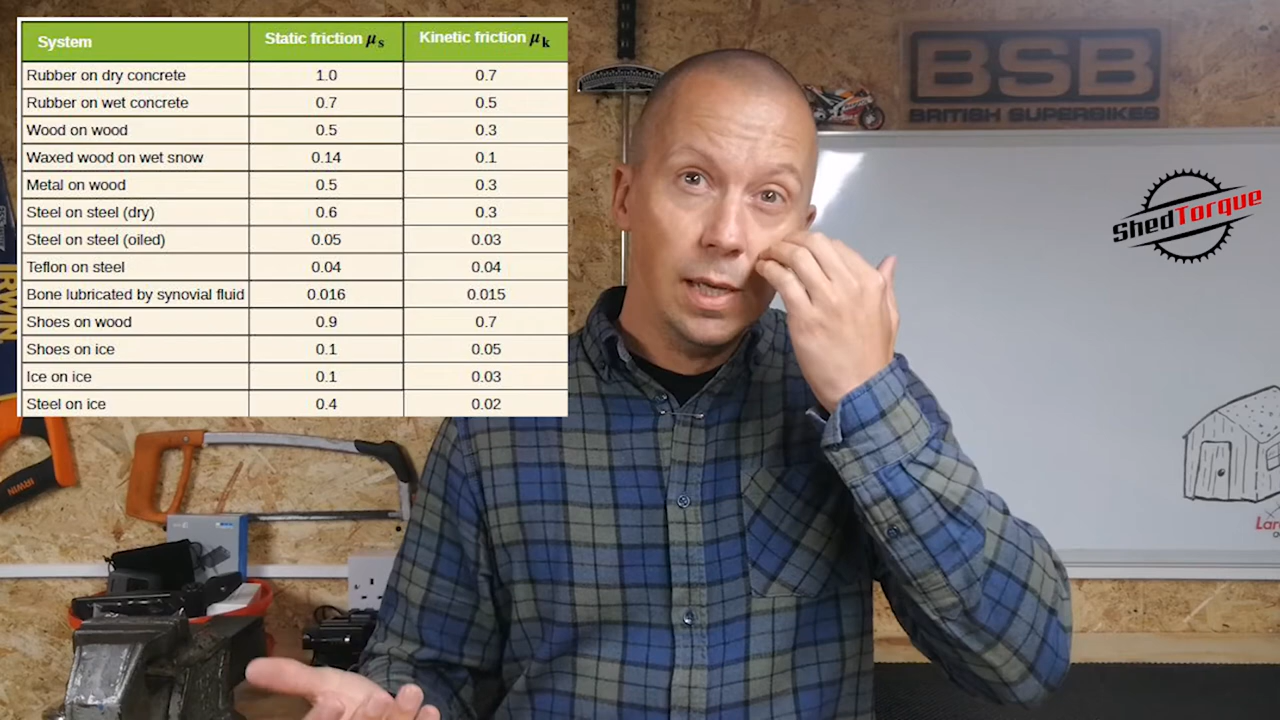 System Static friction μs Kinetic friction μk
Rubber on dry concrete 1.0 0.7
Rubber on wet concrete 0.7 0.5
Wood on wood 0.5 0.3
Waxed wood on wet snow 0.14 0.1
Metal on wood 0.5 0.3
Steel on steel (dry) 0.6 0.3
Steel on steel (oiled) 0.05 0.03
Teflon on steel 0.04 0.04
Bone lubricated by synovial fluid 0.016 0.015
Shoes on wood 0.9 0.7
Shoes on ice 0.1 0.05
Ice on ice 0.1 0.03
Steel on ice 0.4 0.02
BSB
BRITISH SUPERBIKES
ShedTorque
IRWIN
IRWIN